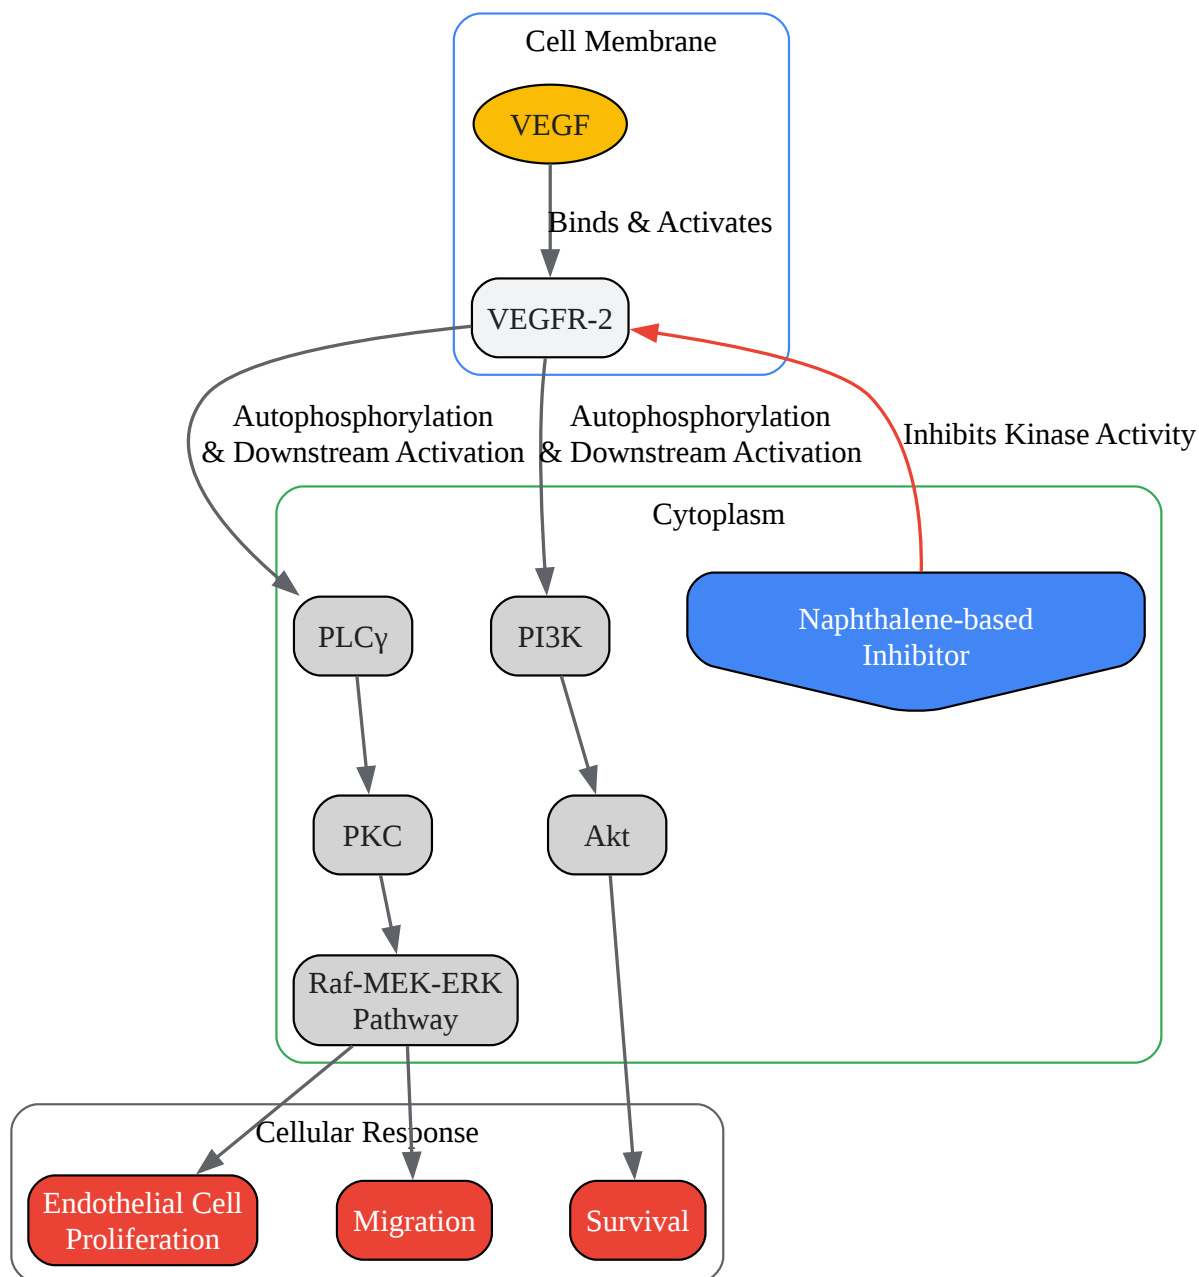 Cell Membrane
VEGF
Binds & Activates
VEGFR-2
Autophosphorylation
& Downstream Activation
Autophosphorylation
& Downstream Activation
Inhibits Kinase Activity
Cytoplasm
PLCγ
PI3K
Naphthalene-based
Inhibitor
PKC
Akt
Raf-MEK-ERK
Pathway
Cellular Response
Endothelial Cell
Proliferation
Migration
Survival